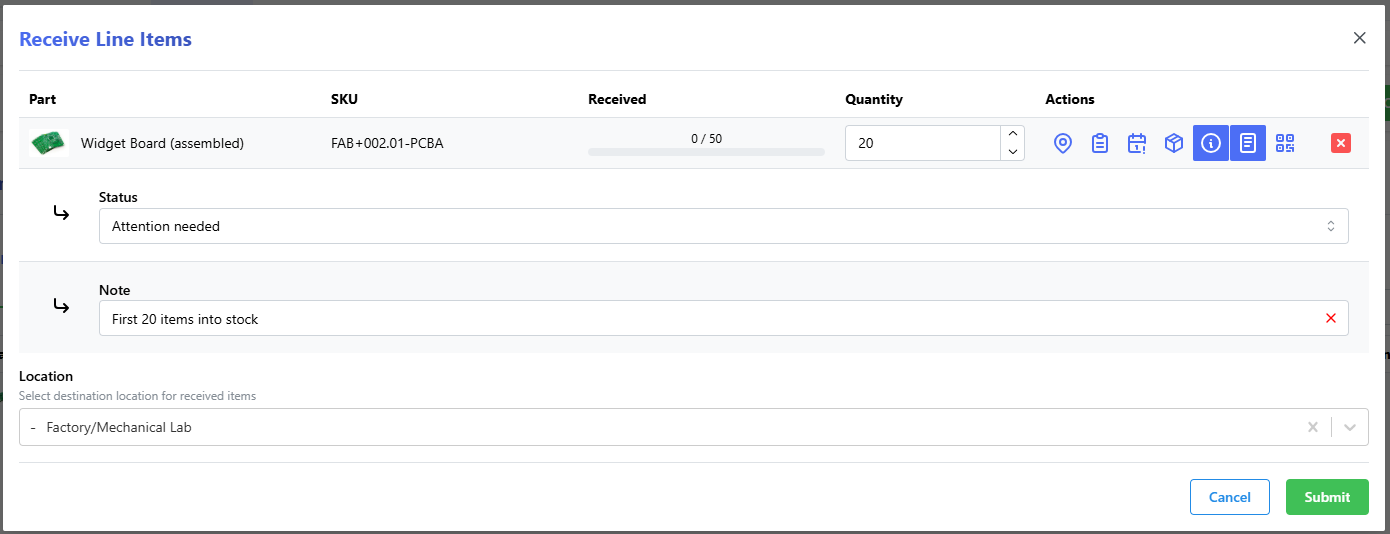 Receive Line Items
Part SKU Received Quantity Actions
Widget Board (assembled) FAB+002.01-PCBA 0 / 50 20
Status
Attention needed
Note
First 20 items into stock
Location
Select destination location for received items
- Factory/Mechanical Lab
Cancel Submit